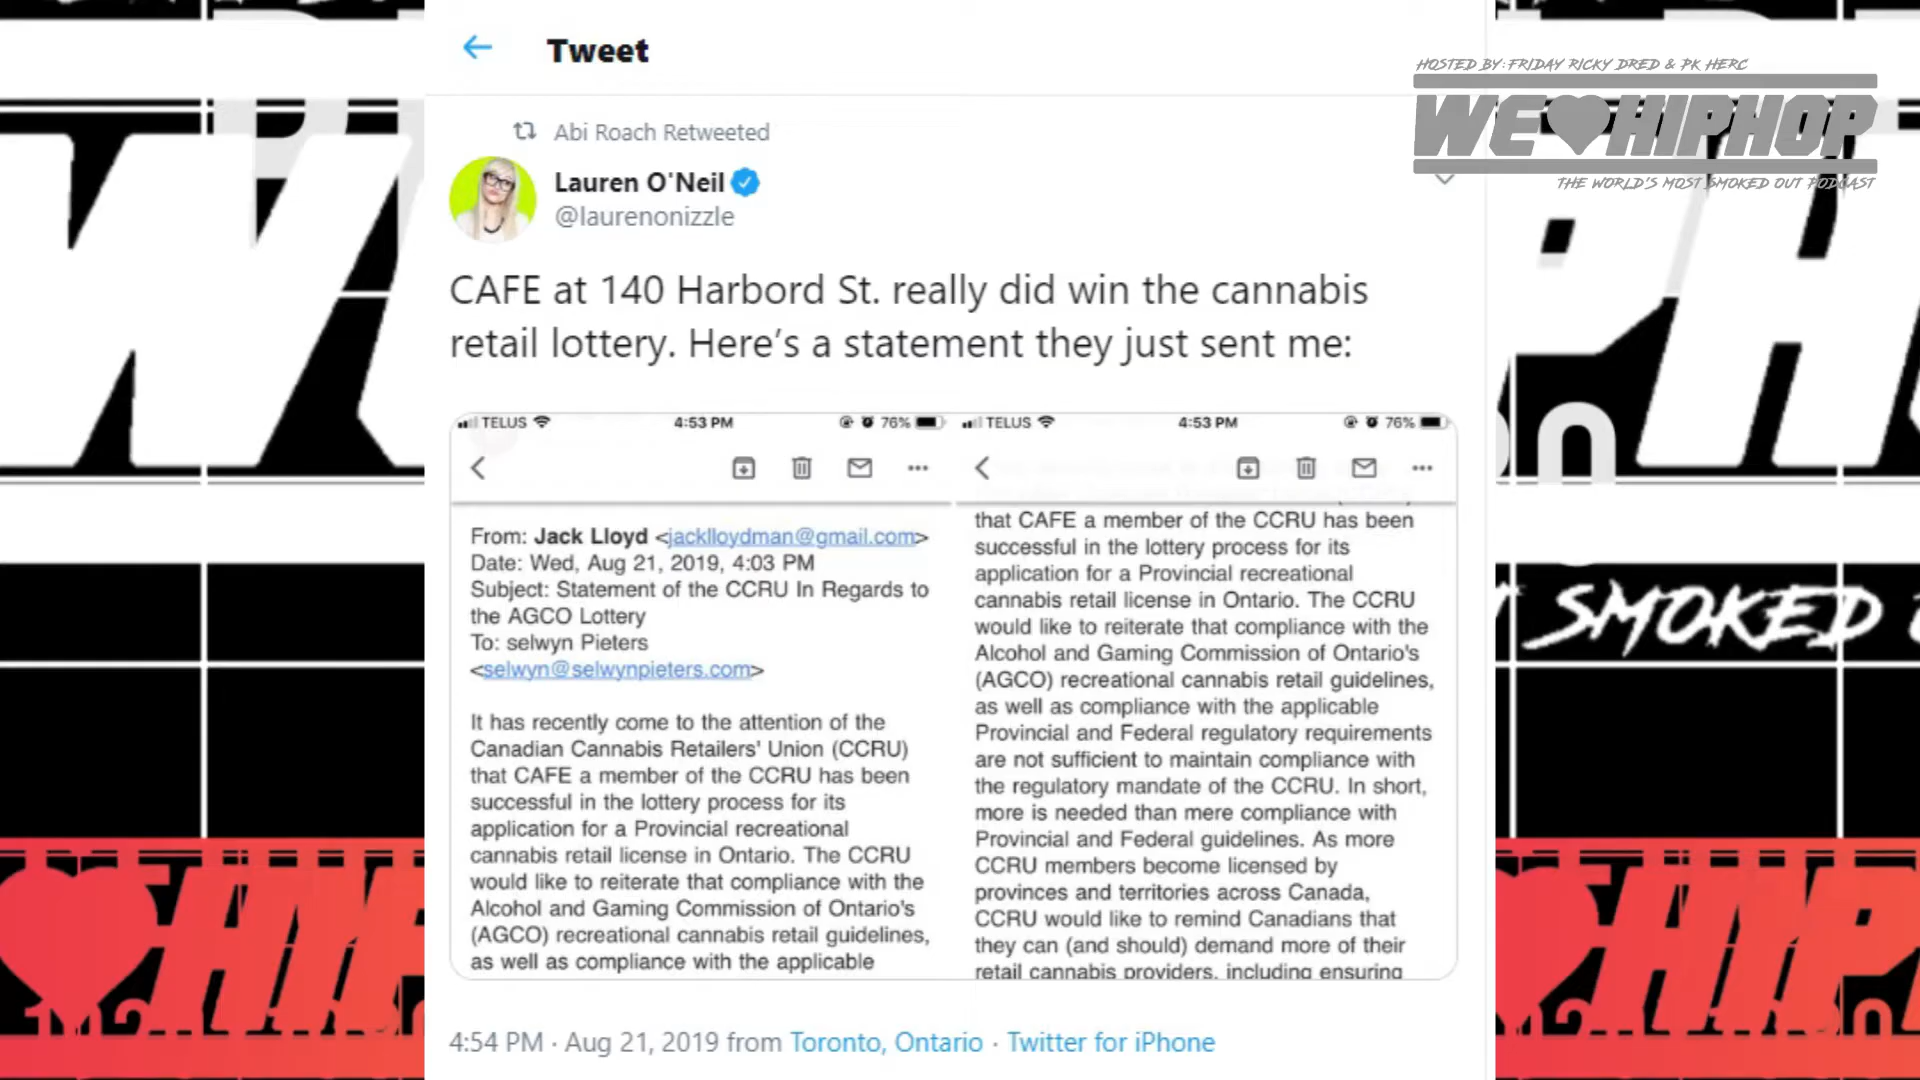 Tweet
HOSTED BY: FRIDAY RICKY DRED & PK HERC
WE HIPHOP
THE WORLD'S MOST SMOKED OUT PODCAST
Abi Roach Retweeted
Lauren O'Neil
@laurenonizzle
CAFE at 140 Harbord St. really did win the cannabis
retail lottery. Here's a statement they just sent me:
TELUS 4:53 PM 76%
From: Jack Lloyd <jacklloydman@gmail.com>
Date: Wed, Aug 21, 2019, 4:03 PM
Subject: Statement of the CCRU In Regards to
the AGCO Lottery
To: selwyn Pieters
<selwyn@selwynpieters.com>
It has recently come to the attention of the
Canadian Cannabis Retailers' Union (CCRU)
that CAFE a member of the CCRU has been
successful in the lottery process for its
application for a Provincial recreational
cannabis retail license in Ontario. The CCRU
would like to reiterate that compliance with the
Alcohol and Gaming Commission of Ontario's
(AGCO) recreational cannabis retail guidelines,
as well as compliance with the applicable
TELUS 4:53 PM 76%
that CAFE a member of the CCRU has been
successful in the lottery process for its
application for a Provincial recreational
cannabis retail license in Ontario. The CCRU
would like to reiterate that compliance with the
Alcohol and Gaming Commission of Ontario's
(AGCO) recreational cannabis retail guidelines,
as well as compliance with the applicable
Provincial and Federal regulatory requirements
are not sufficient to maintain compliance with
the regulatory mandate of the CCRU. In short,
more is needed than mere compliance with
Provincial and Federal guidelines. As more
CCRU members become licensed by
provinces and territories across Canada,
CCRU would like to remind Canadians that
they can (and should) demand more of their
retail cannabis providers, including ensuring
4:54 PM · Aug 21, 2019 from Toronto, Ontario · Twitter for iPhone
SMOKED
HIP
HIP